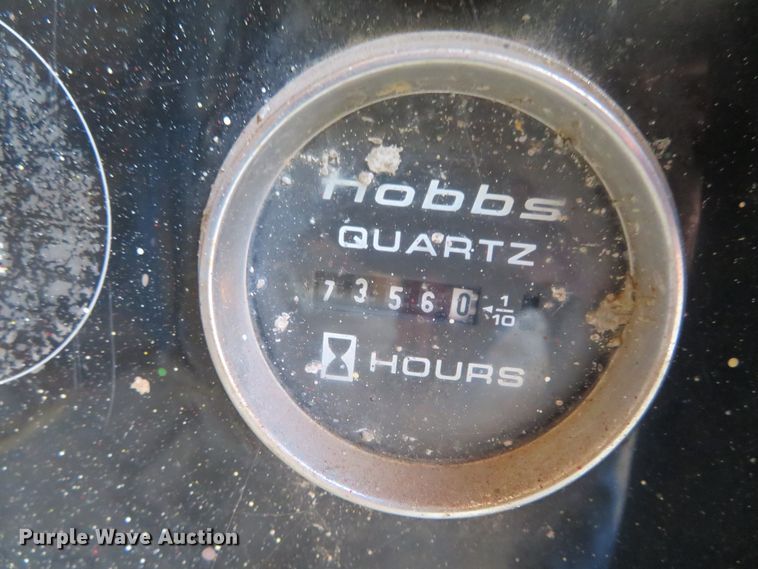 Hobbs
QUARTZ
73560 ◄1/10
HOURS
Purple Wave Auction